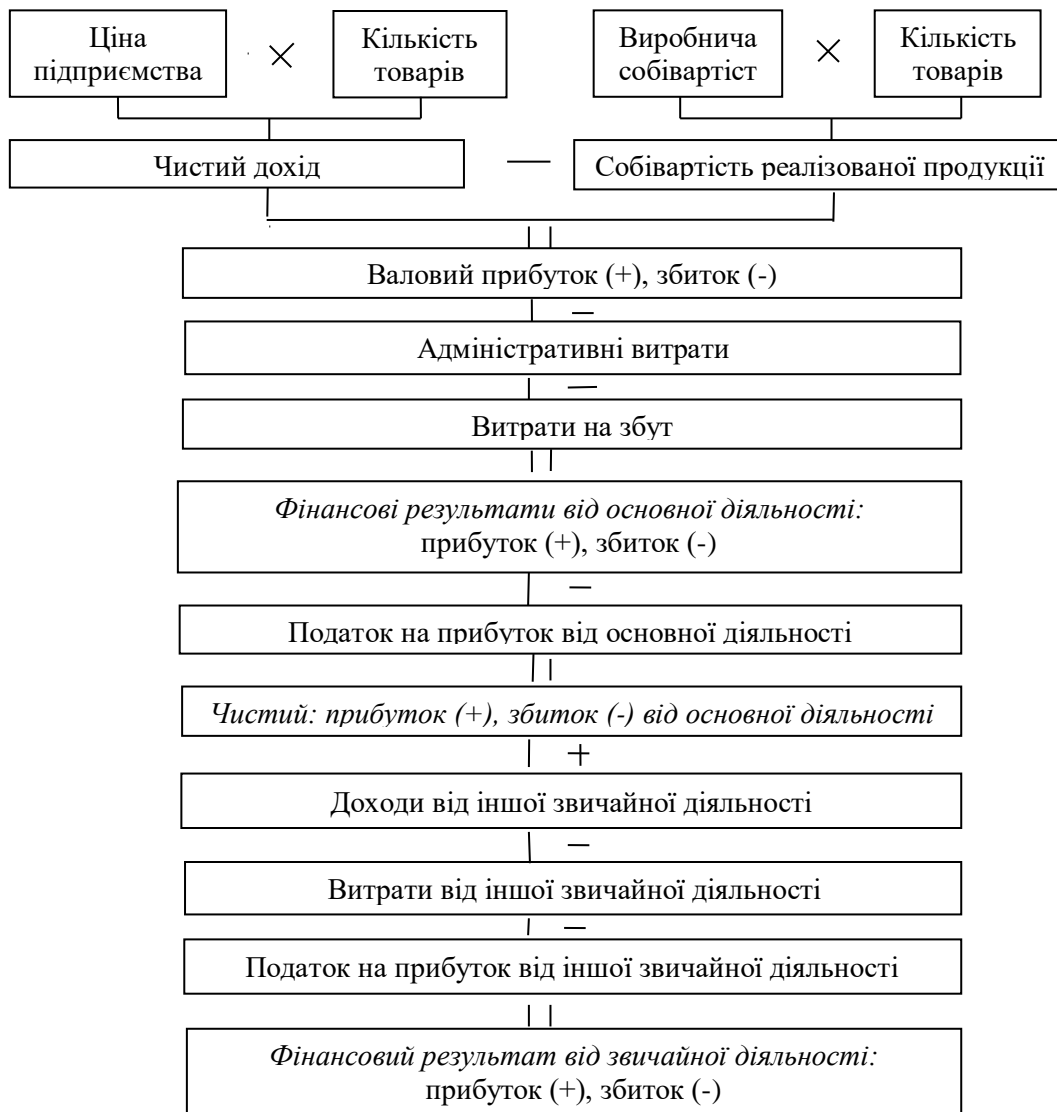 Ціна
підприємства
×
Кількість
товарів
Виробнича
собівартіст
×
Кількість
товарів
Чистий дохід
—
Собівартість реалізованої продукції
Валовий прибуток (+), збиток (-)
—
Адміністративні витрати
—
Витрати на збут
Фінансові результати від основної діяльності:
прибуток (+), збиток (-)
—
Податок на прибуток від основної діяльності
Чистий: прибуток (+), збиток (-) від основної діяльності
+
Доходи від іншої звичайної діяльності
—
Витрати від іншої звичайної діяльності
—
Податок на прибуток від іншої звичайної діяльності
Фінансовий результат від звичайної діяльності:
прибуток (+), збиток (-)